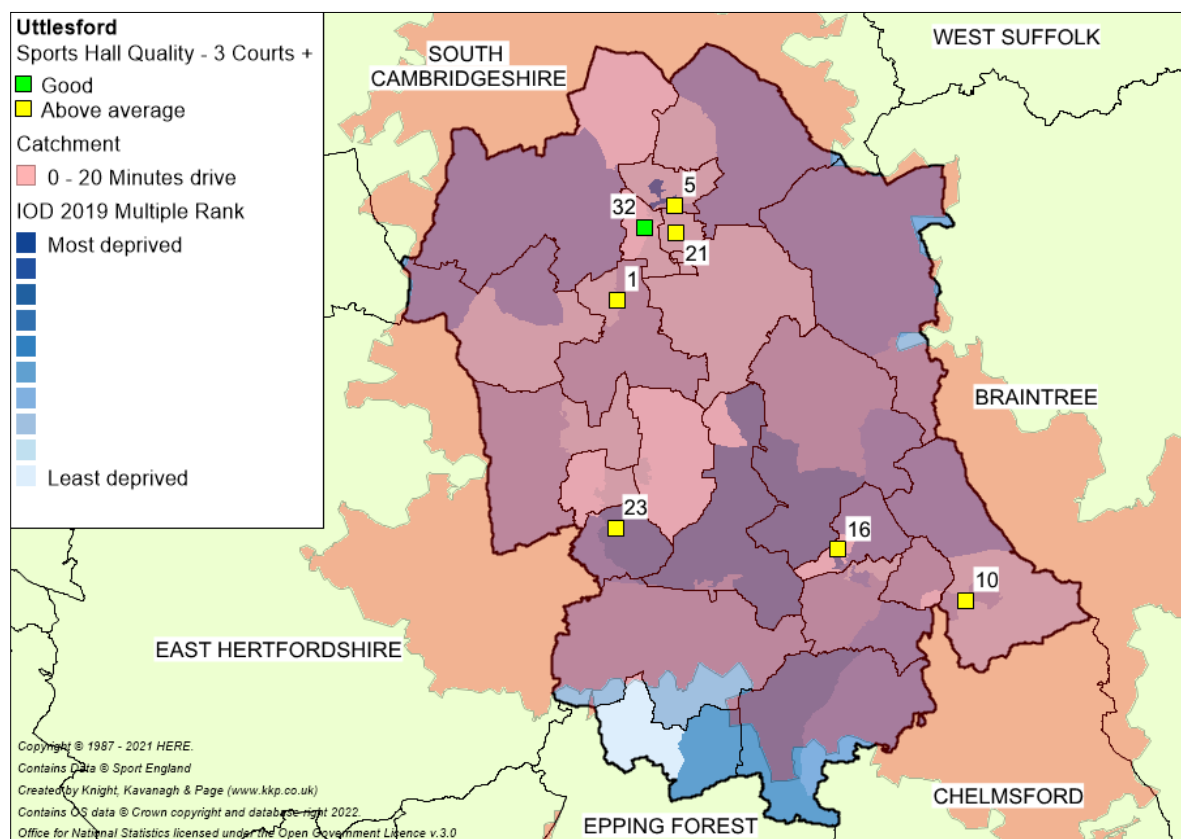 Uttlesford
Sports Hall Quality - 3 Courts +
Good
Above average
Catchment
0 - 20 Minutes drive
IOD 2019 Multiple Rank
Most deprived
Least deprived
SOUTH
CAMBRIDGESHIRE
WEST SUFFOLK
5
32
21
1
BRAINTREE
23
16
10
EAST HERTFORDSHIRE
CHELMSFORD
EPPING FOREST
Copyright © 1987 - 2021 HERE.
Contains Data © Sport England
Created by Knight, Kavanagh & Page (www.kkp.co.uk)
Contains OS data © Crown copyright and database right 2022.
Office for National Statistics licensed under the Open Government Licence v.3.0